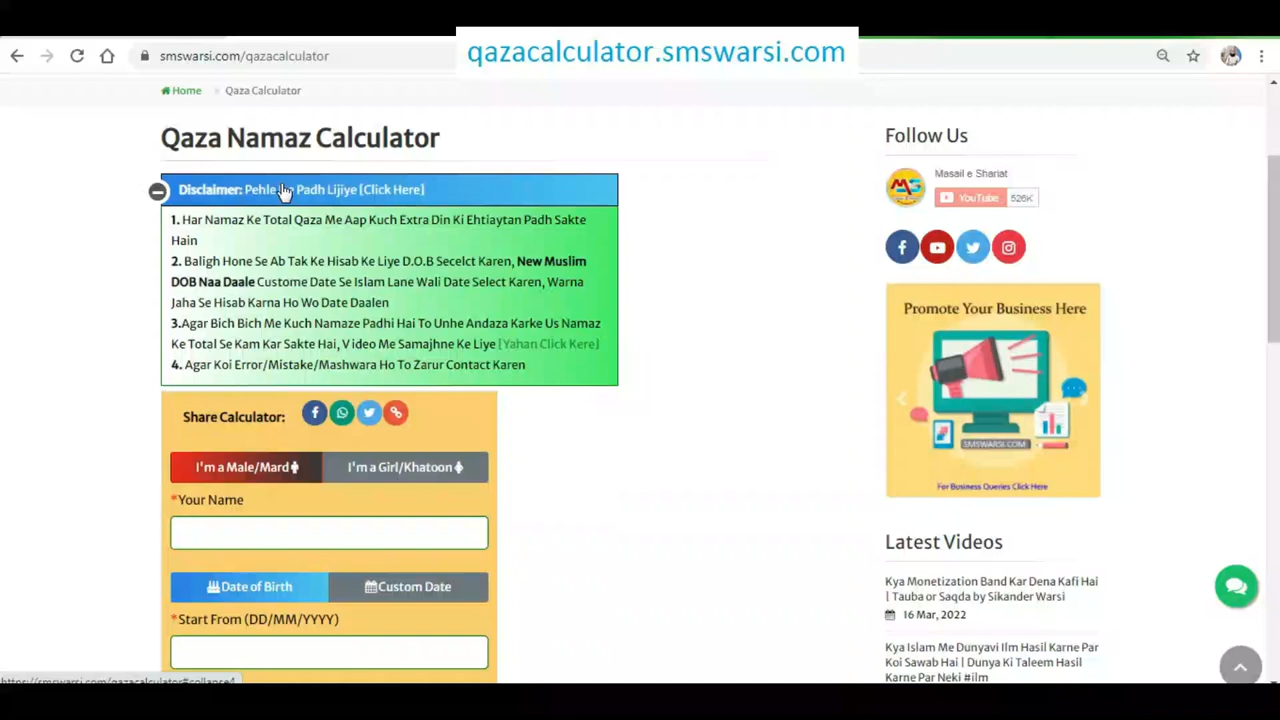 qazacalculator.smswarsi.com
smswarsi.com/qazacalculator
Home » Qaza Calculator
Qaza Namaz Calculator
Disclaimer: Pehle Padh Lijiye [Click Here]
1. Har Namaz Ke Total Qaza Me Aap Kuch Extra Din Ki Ehtiaytan Padh Sakte
Hain
2. Baligh Hone Se Ab Tak Ke Hisab Ke Liye D.O.B Secelct Karen, New Muslim
DOB Naa Daale Custome Date Se Islam Lane Wali Date Select Karen, Warna
Jaha Se Hisab Karna Ho Wo Date Daalen
3.Agar Bich Bich Me Kuch Namaze Padhi Hai To Unhe Andaza Karke Us Namaz
Ke Total Se Kam Kar Sakte Hai, Video Me Samajhne Ke Liye [Yahan Click Kere]
4. Agar Koi Error/Mistake/Mashwara Ho To Zarur Contact Karen
Share Calculator:
I'm a Male/Mard
I'm a Girl/Khatoon
*Your Name
Date of Birth
Custom Date
*Start From (DD/MM/YYYY)
Follow Us
Masail e Shariat
YouTube 526K
Promote Your Business Here
SMSWARSI.COM
For Business Queries Click Here
Latest Videos
Kya Monetization Band Kar Dena Kafi Hai
| Tauba or Saqda by Sikander Warsi
16 Mar, 2022
Kya Islam Me Dunyavi Ilm Hasil Karne Par
Koi Sawab Hai | Dunya Ki Taleem Hasil
Karne Par Neki #ilm
https://smswarsi.com/qazacalculator#collapse4